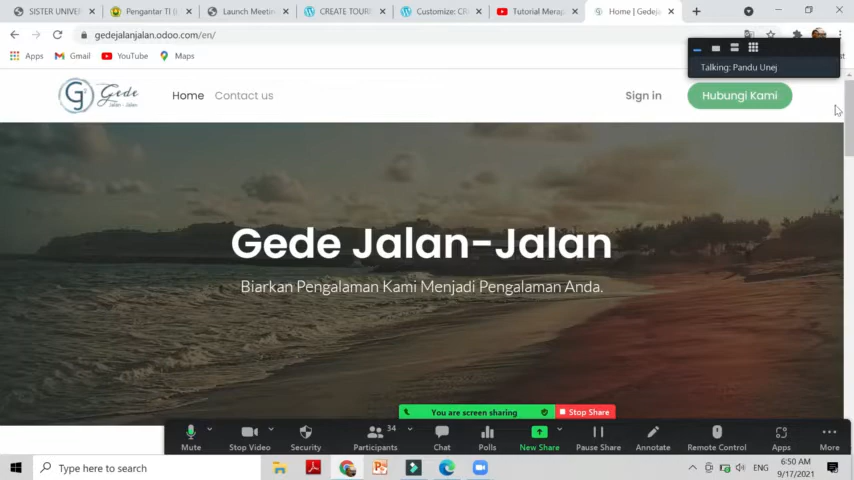 SISTER UNIVER
Pengantar TI (
Launch Meetin
CREATE TOUR
Customize: CR
Tutorial Meraj
Home | Gedeja
gedejalanjalan.odoo.com/en/
Apps
Gmail
YouTube
Maps
Talking: Pandu Unej
GJ
Gede
Jalan - Jalan
Home
Contact us
Sign in
Hubungi Kami
Gede Jalan-Jalan
Biarkan Pengalaman Kami Menjadi Pengalaman Anda.
You are screen sharing
Stop Share
Mute
Stop Video
Security
34
Participants
Chat
Polls
New Share
Pause Share
Annotate
Remote Control
Apps
More
Type here to search
ENG
6:50 AM
9/17/2021